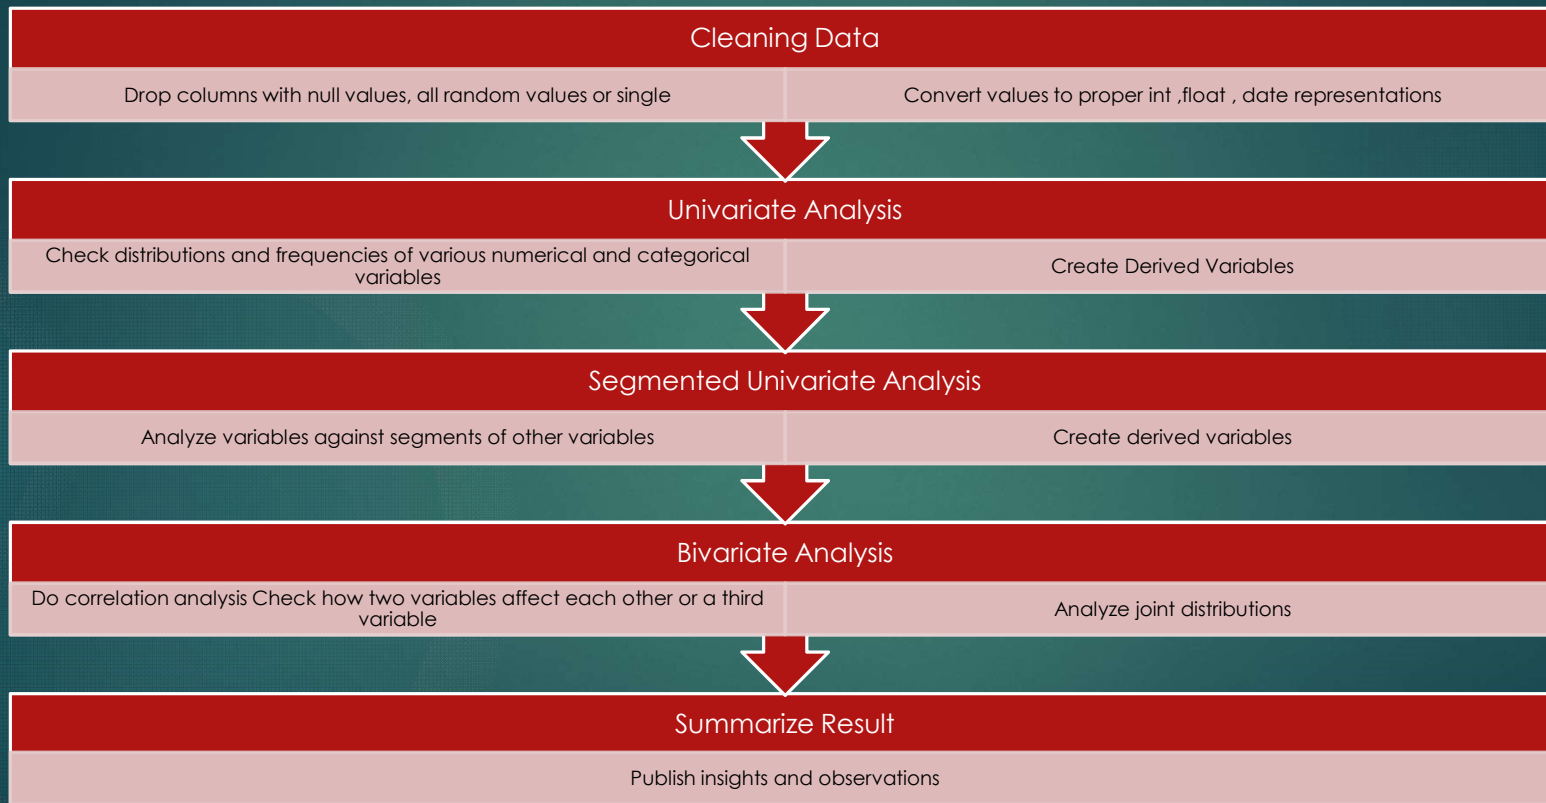 Cleaning Data
Drop columns with null values, all random values or single
Convert values to proper int ,float , date representations
Univariate Analysis
Check distributions and frequencies of various numerical and categorical
variables
Create Derived Variables
Segmented Univariate Analysis
Analyze variables against segments of other variables
Create derived variables
Bivariate Analysis
Do correlation analysis Check how two variables affect each other or a third
variable
Analyze joint distributions
Summarize Result
Publish insights and observations